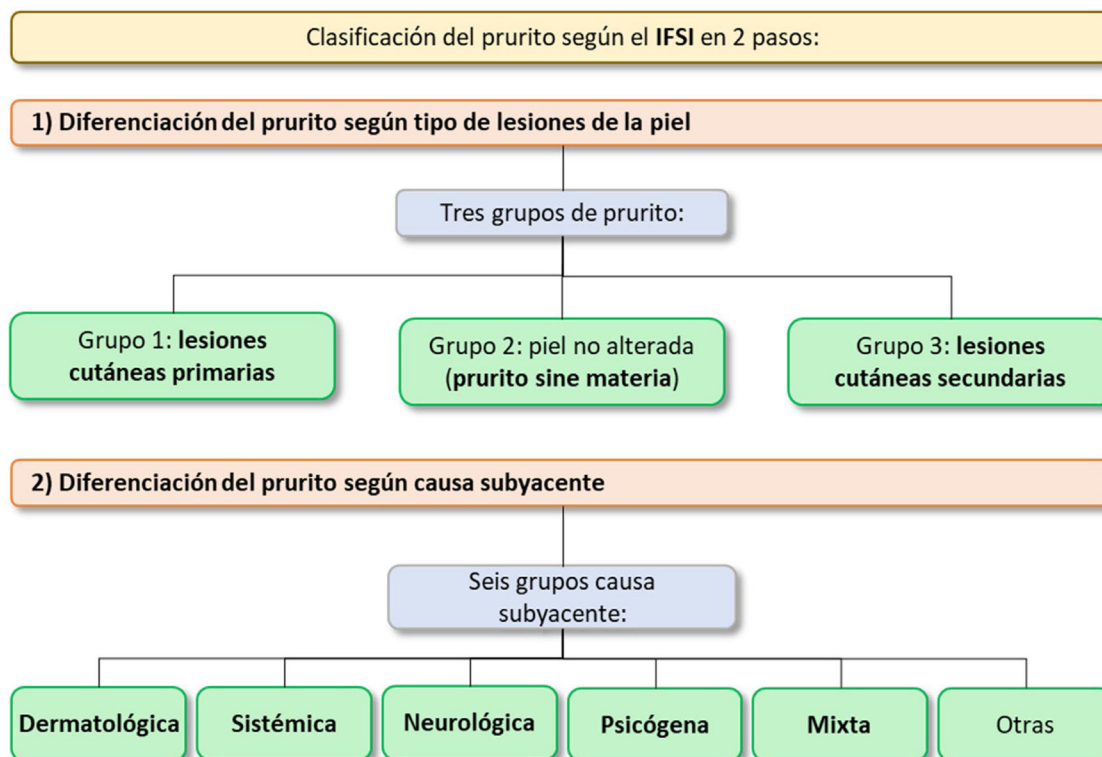 Clasificación del prurito según el IFSI en 2 pasos:
1) Diferenciación del prurito según tipo de lesiones de la piel
Tres grupos de prurito:
Grupo 1: lesiones
cutáneas primarias
Grupo 2: piel no alterada
(prurito sine materia)
Grupo 3: lesiones
cutáneas secundarias
2) Diferenciación del prurito según causa subyacente
Seis grupos causa
subyacente:
Dermatológica
Sistémica
Neurológica
Psicógena
Mixta
Otras